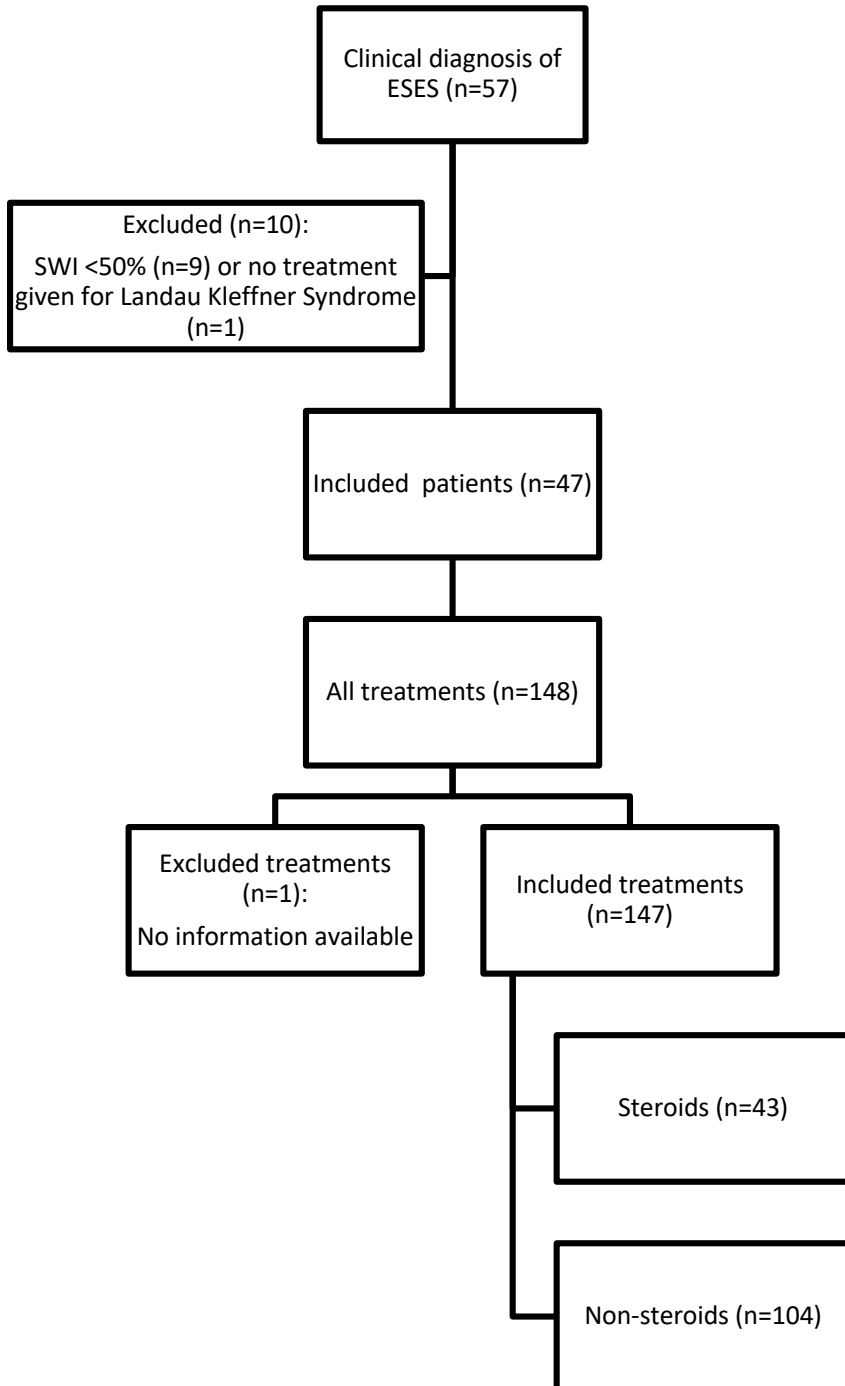 Clinical diagnosis of
ESES (n=57)
Excluded (n=10):
SWI <50% (n=9) or no treatment
given for Landau Kleffner Syndrome
(n=1)
Included  patients (n=47)
All treatments (n=148)
Excluded treatments
(n=1):
No information available
Included treatments
(n=147)
Steroids (n=43)
Non-steroids (n=104)